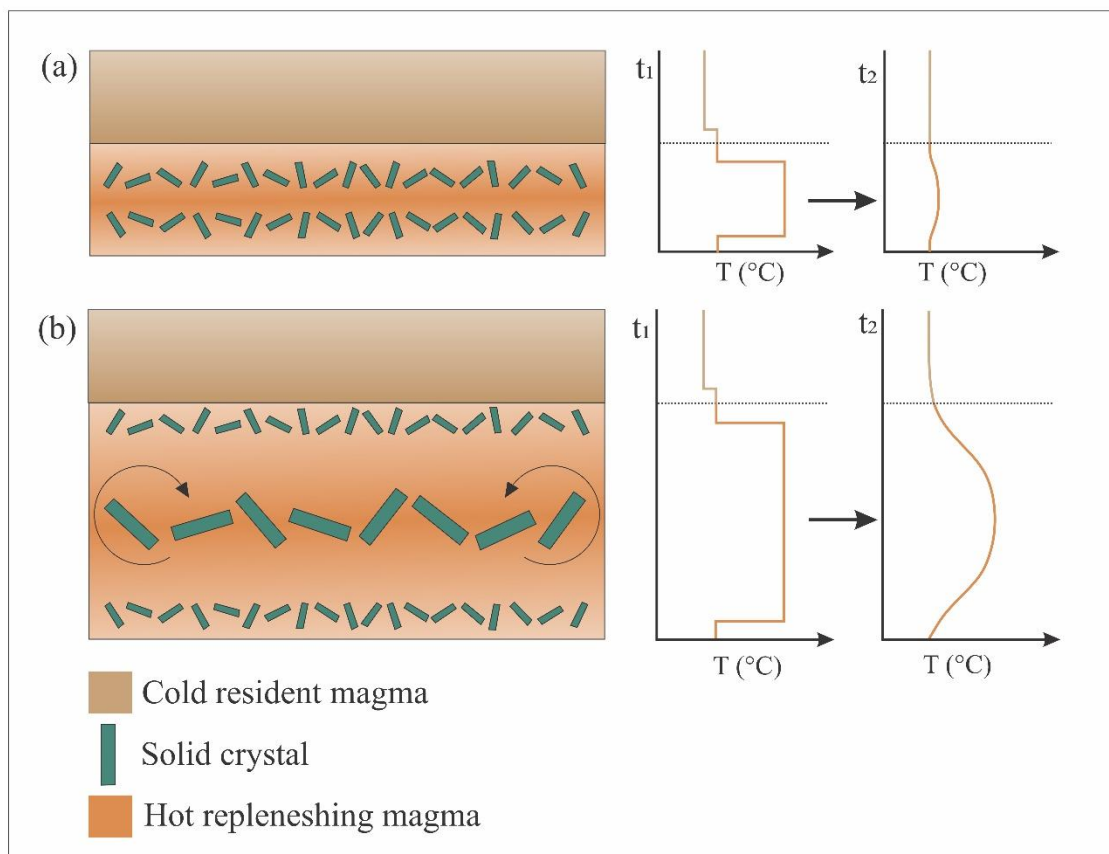 (a)
t₁
t₂
T (°C)
T (°C)
(b)
t₁
t₂
T (°C)
T (°C)
Cold resident magma
Solid crystal
Hot repleneshing magma